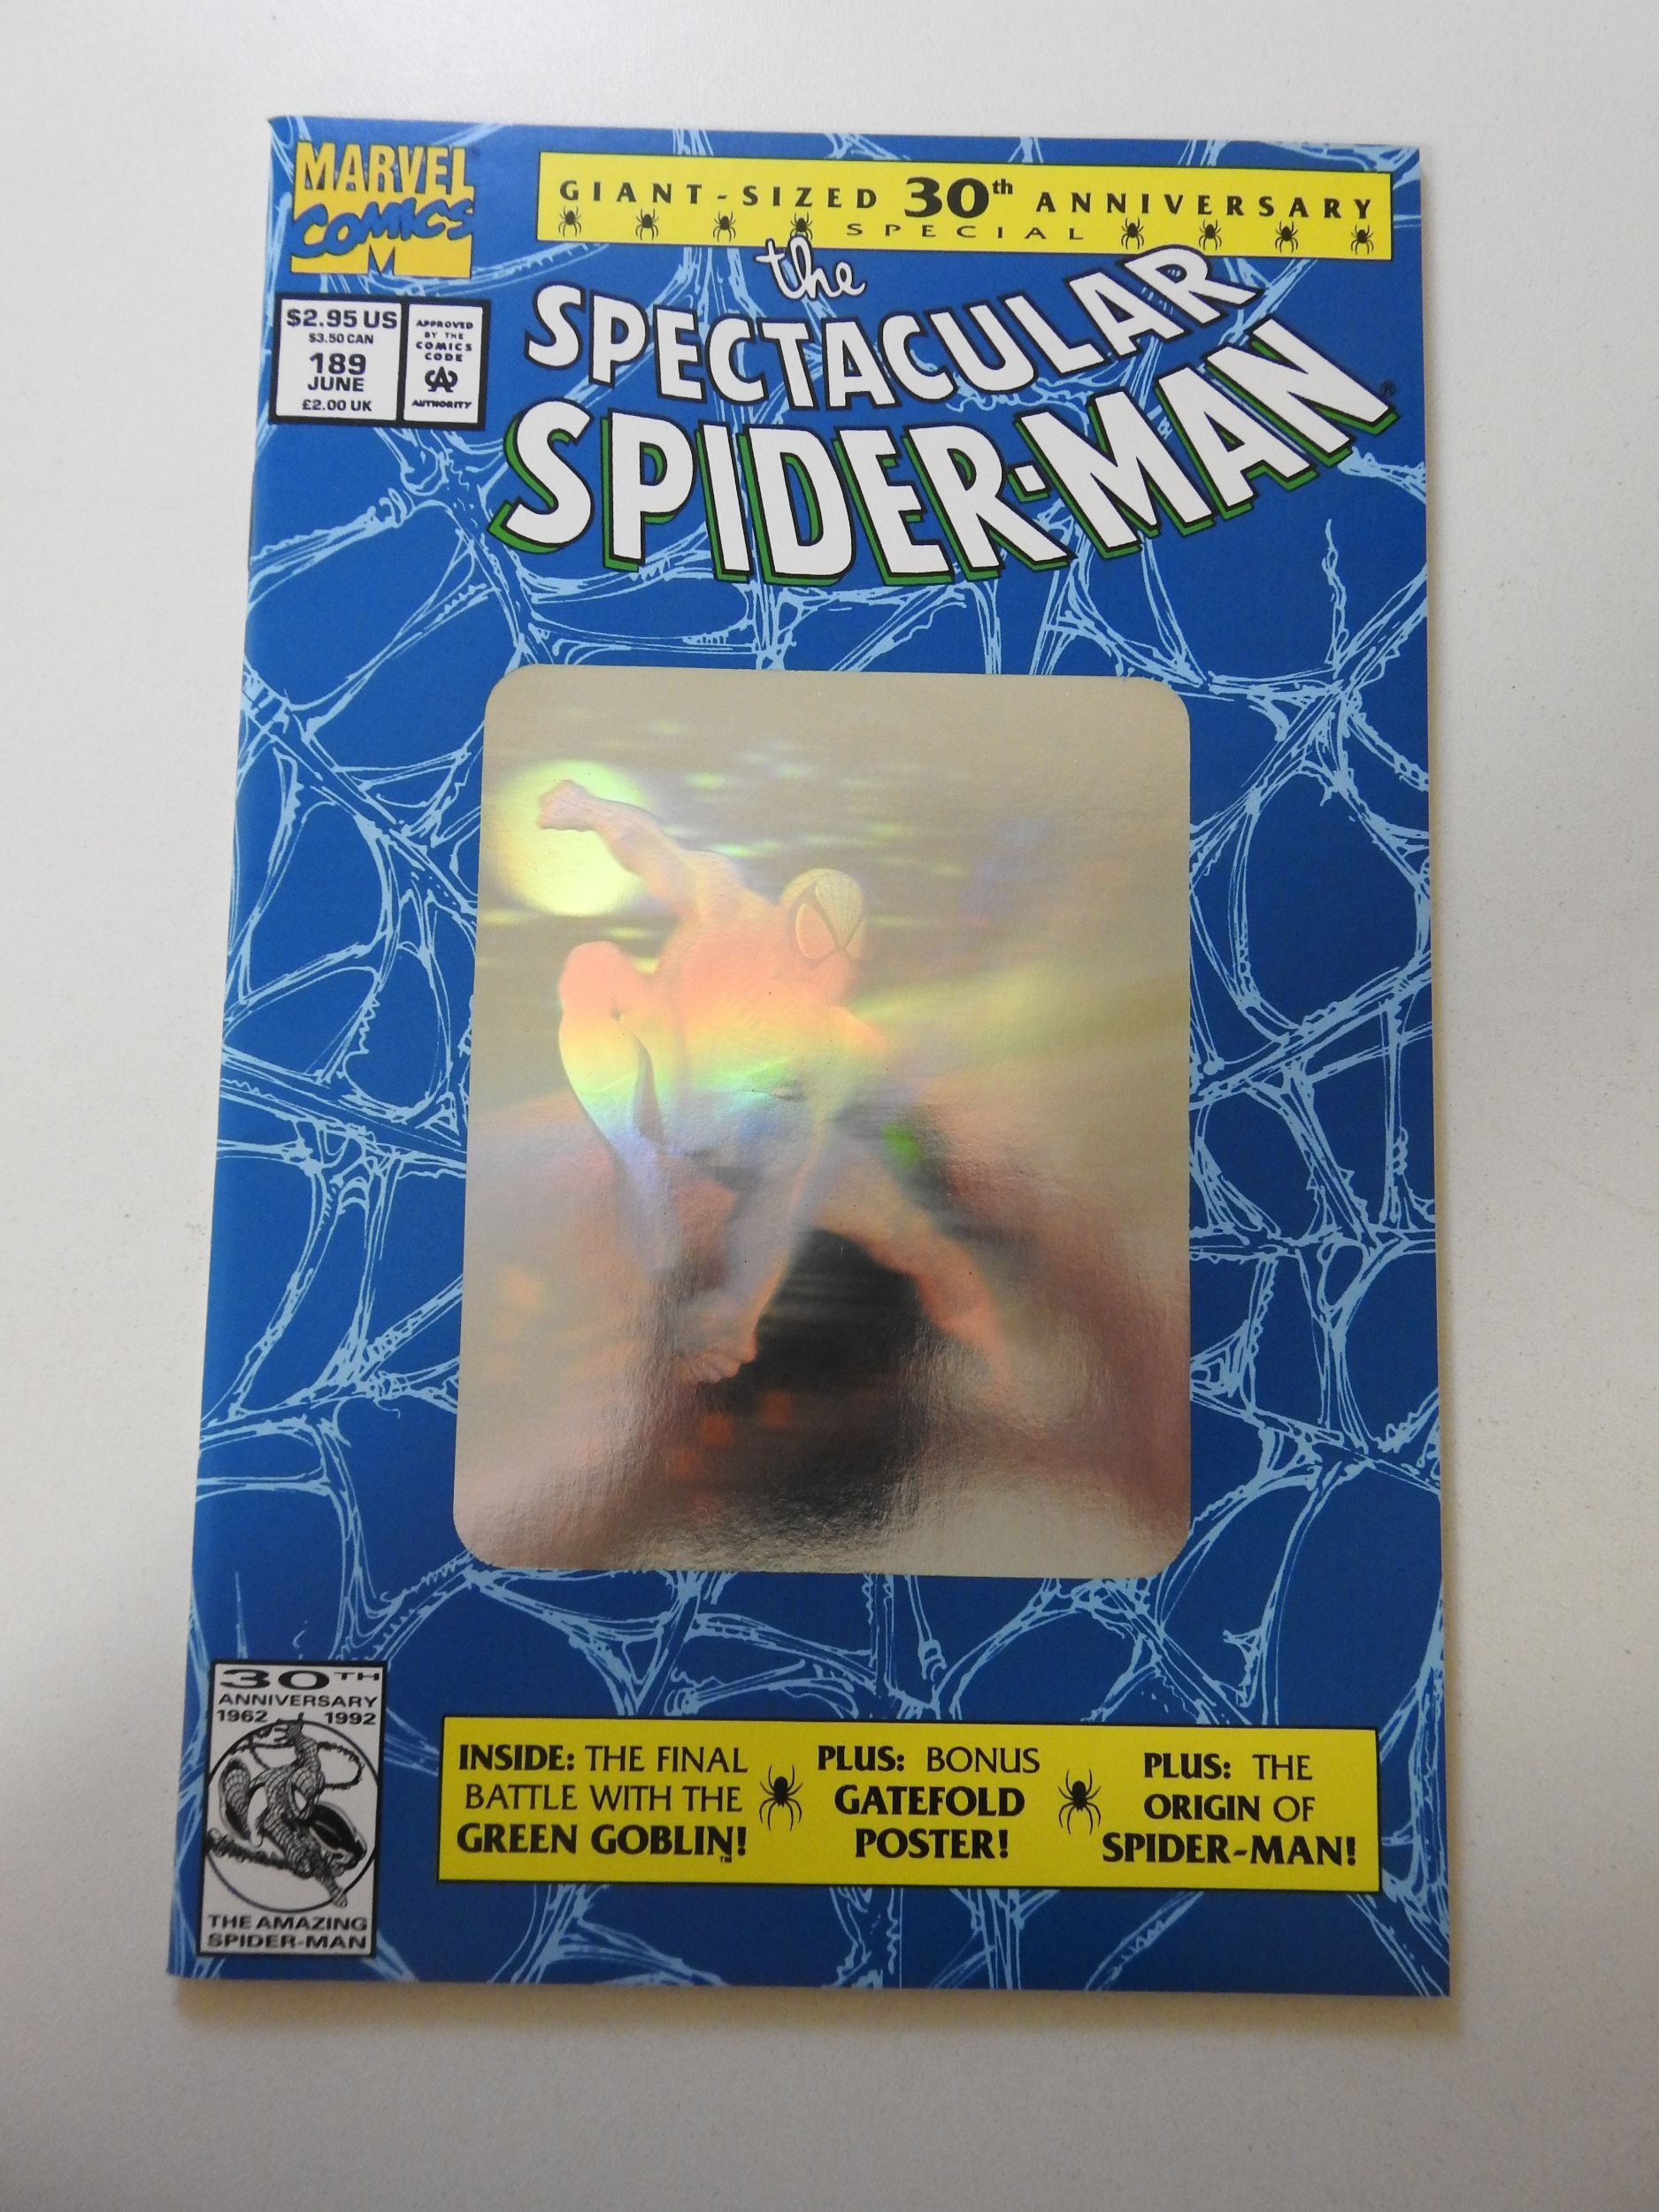 MARVEL
COMICS
GIANT-SIZED 30th ANNIVERSARY
SPECIAL
$2.95 US
$3.50 CAN
189
JUNE
£2.00 UK
APPROVED
BY THE
COMICS
CODE
CA
AUTHORITY
the
SPECTACULAR
SPIDER-MAN®
30TH
ANNIVERSARY
1962 1992
THE AMAZING
SPIDER-MAN
INSIDE: THE FINAL
BATTLE WITH THE
GREEN GOBLIN!
™
PLUS: BONUS
GATEFOLD
POSTER!
PLUS: THE
ORIGIN OF
SPIDER-MAN!